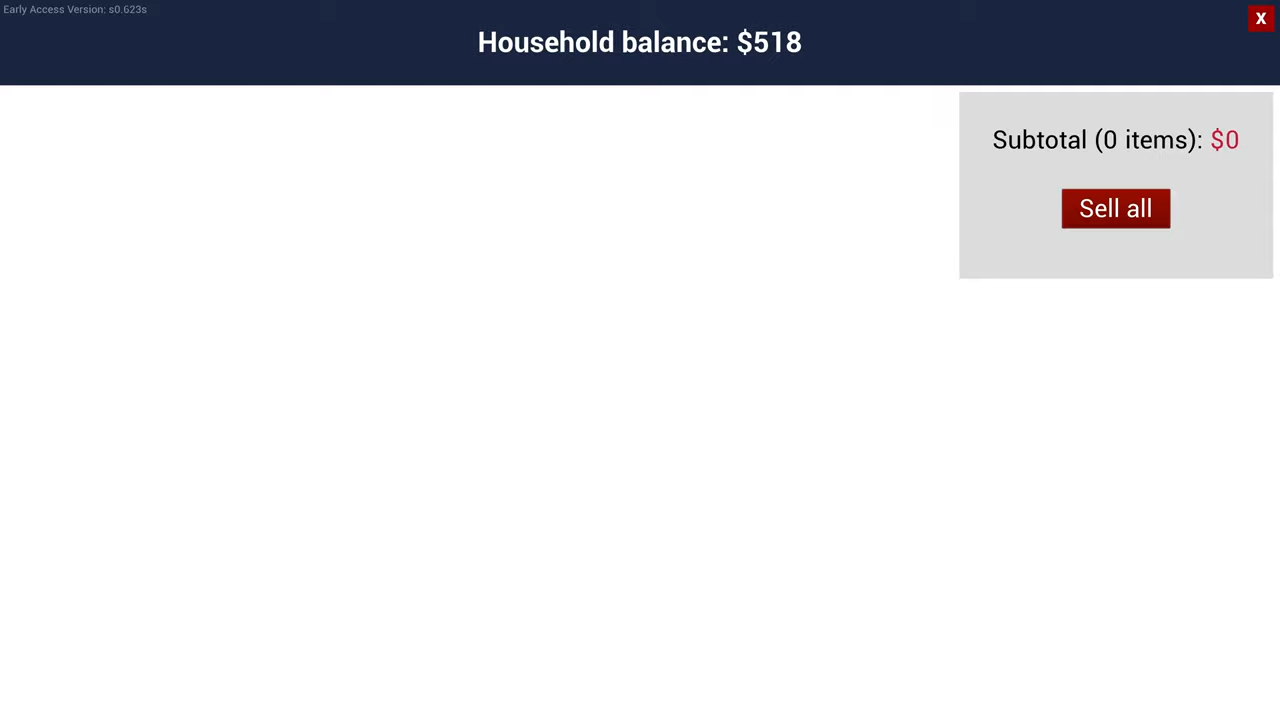 Early Access Version: s0.623s
X
Household balance: $518
Subtotal (0 items): $0
Sell all